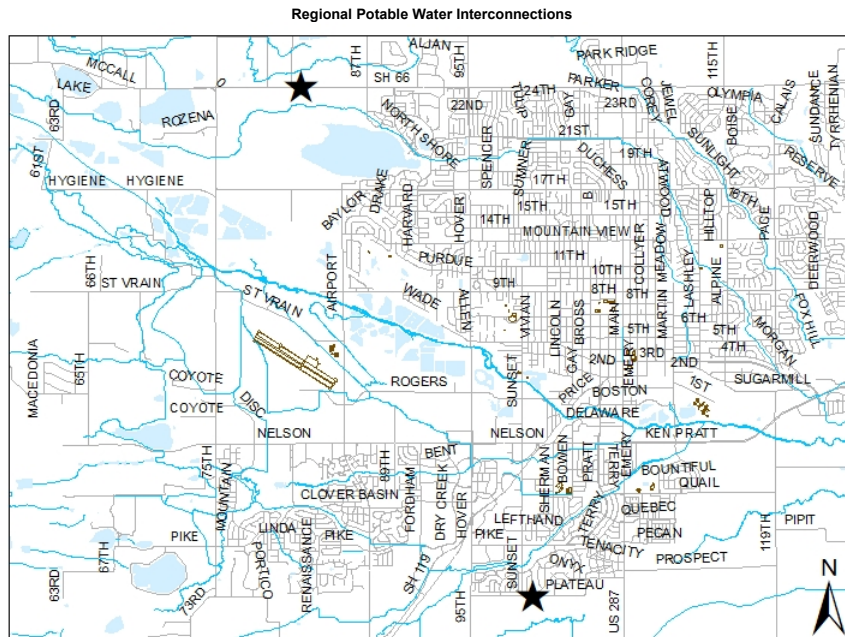 Regional Potable Water Interconnections
ALJAN
87TH
95TH
PARK RIDGE
115TH
MCCALL
SH 66
PARKER
LAKE
TULIP
24TH
GAY
COREY
JEWEL
OLYMPIA
CALAIS
SUNDANCE
TYRRHENIAN
63RD
ROZENA
NORTH SHORE
22ND
23RD
BOISE
21ST
SPENCER
SUMNER
DUCHESS
19TH
SUNLIGHT
RESERVE
61ST
HYGIENE
HYGIENE
BAYLOR
DRAKE
HARVARD
HOVER
17TH
B
ATWOOD
16TH
15TH
15TH
14TH
MOUNTAIN VIEW
COLLYER
MARTIN
MEADOW
HILLTOP
PACE
DEERWOOD
PURDUE
11TH
10TH
LASHLEY
ALPINE
66TH
ST VRAIN
ST VRAIN
AIRPORT
WADE
ALLEN
9TH
VIVIAN
8TH
8TH
LINCOLN
GAY
BROSS
MAIN
6TH
5TH
5TH
4TH
MORGAN
FOX HILL
MACEDONIA
65TH
COYOTE
COYOTE
DISC
ROGERS
SUNSET
2ND
EMERY
3RD
2ND
1ST
SUGARMILL
PRICE
BOSTON
DELAWARE
NELSON
NELSON
KEN PRATT
75TH
MOUNTAIN
89TH
FORDHAM
BENT
DRY CREEK
HOVER
SHERMAN
BOWEN
PRATT
TERRY
EMERY
BOUNTIFUL
QUAIL
CLOVER BASIN
LEFTHAND
TERRY
QUEBEC
PIKE
LINDA
PIKE
PIKE
PECAN
119TH
PIPIT
67TH
PORTICO
RENAISSANCE
SH 119
SUNSET
ONYX
TENACITY
PROSPECT
63RD
73RD
95TH
PLATEAU
US 287
N